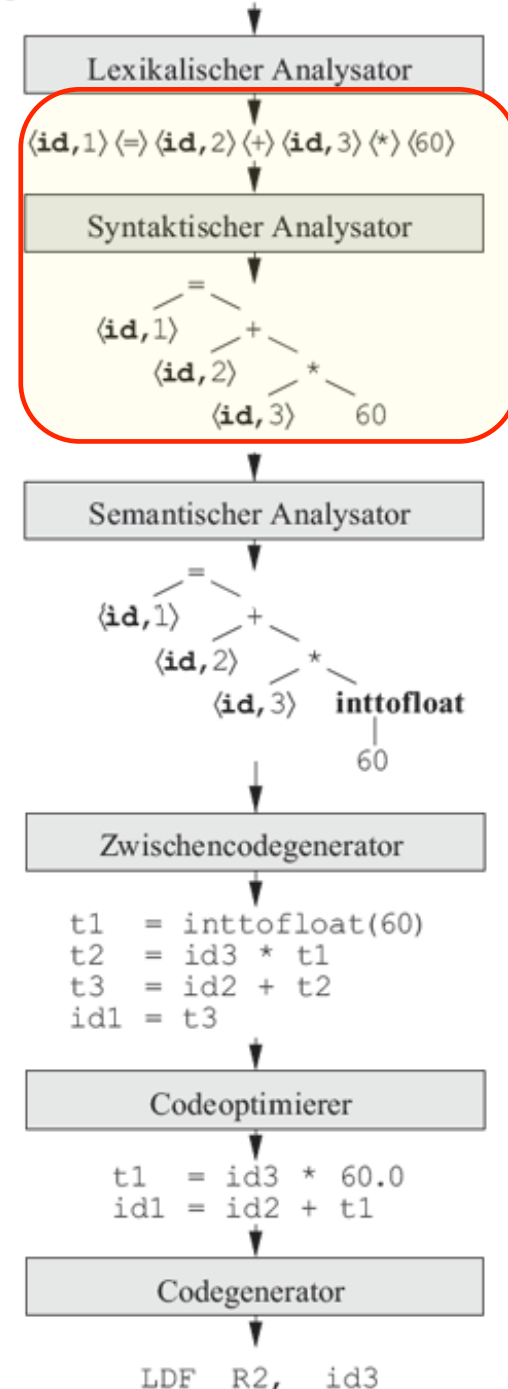 Lexikalischer Analysator
⟨id,1⟩ ⟨=⟩ ⟨id,2⟩ ⟨+⟩ ⟨id,3⟩ ⟨*⟩ ⟨60⟩
Syntaktischer Analysator
=
⟨id,1⟩ +
⟨id,2⟩ *
⟨id,3⟩ 60
Semantischer Analysator
=
⟨id,1⟩ +
⟨id,2⟩ *
⟨id,3⟩ inttofloat
60
Zwischencodegenerator
t1 = inttofloat(60)
t2 = id3 * t1
t3 = id2 + t2
id1 = t3
Codeoptimierer
t1 = id3 * 60.0
id1 = id2 + t1
Codegenerator
LDF R2, id3